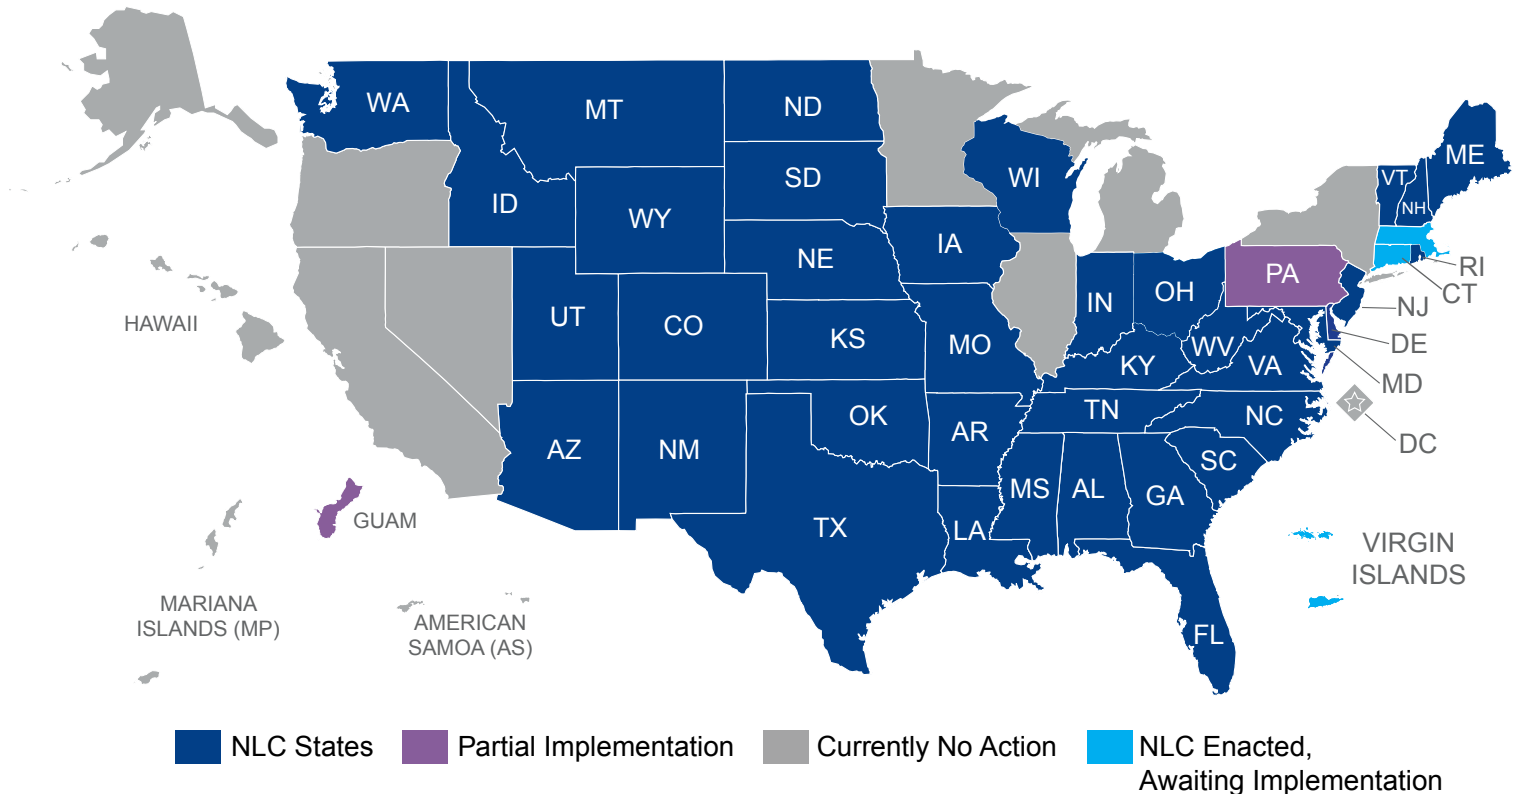 WA
MT
ND
ME
VT
NH
SD
WI
ID
WY
IA
NE
PA
RI
CT
NJ
IN
OH
UT
CO
KS
MO
WV
VA
KY
DE
MD
HAWAII
TN
NC
DC
OK
AR
AZ
NM
SC
MS
AL
GA
GUAM
TX
LA
VIRGIN
ISLANDS
MARIANA
ISLANDS (MP)
AMERICAN
SAMOA (AS)
FL
NLC States
Partial Implementation
Currently No Action
NLC Enacted,
Awaiting Implementation